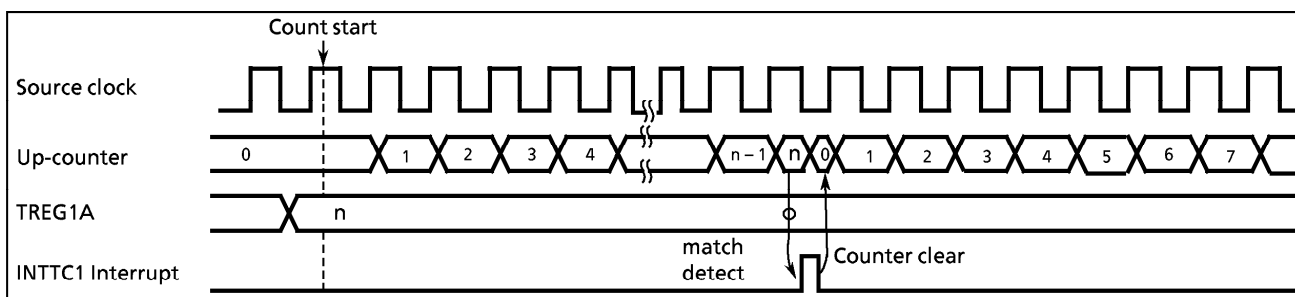 Count start
Source clock
Up-counter
0 1 2 3 4 n – 1 n 0 1 2 3 4 5 6 7
TREG1A
n
match
detect
Counter clear
INTTC1 Interrupt